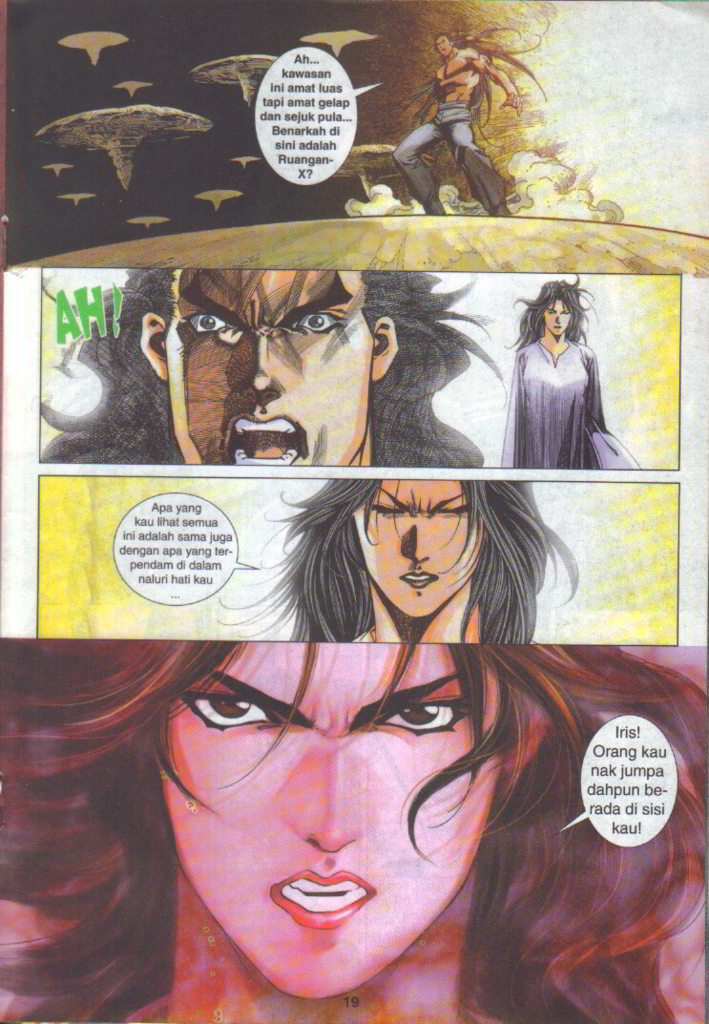 Ah...
kawasan
ini amat luas
tapi amat gelap
dan sejuk pula...
Benarkah di
sini adalah
Ruangan-
X?
AH!
Apa yang
kau lihat semua
ini adalah sama juga
dengan apa yang ter-
pendam di dalam
naluri hati kau
...
Iris!
Orang kau
nak jumpa
dahpun be-
rada di sisi
kau!
19